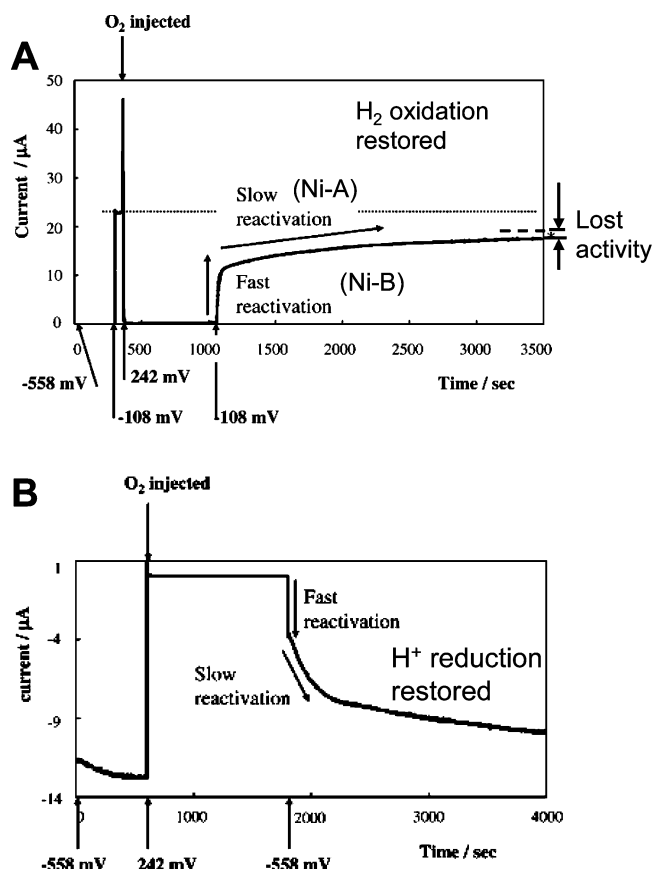 O₂ injected
A
50
40
30
20
10
0
Current / μA
H₂ oxidation
restored
Slow (Ni-A)
reactivation
Lost
activity
*
Fast (Ni-B)
reactivation
0 500 1000 1500 2000 2500 3000 3500
-558 mV
242 mV
-108 mV
-108 mV
Time / sec
B
O₂ injected
1
-4
-9
-14
current / μA
Fast
reactivation
Slow
reactivation
H⁺ reduction
restored
0 1000 2000 3000 4000
-558 mV 242 mV -558 mV
Time / sec